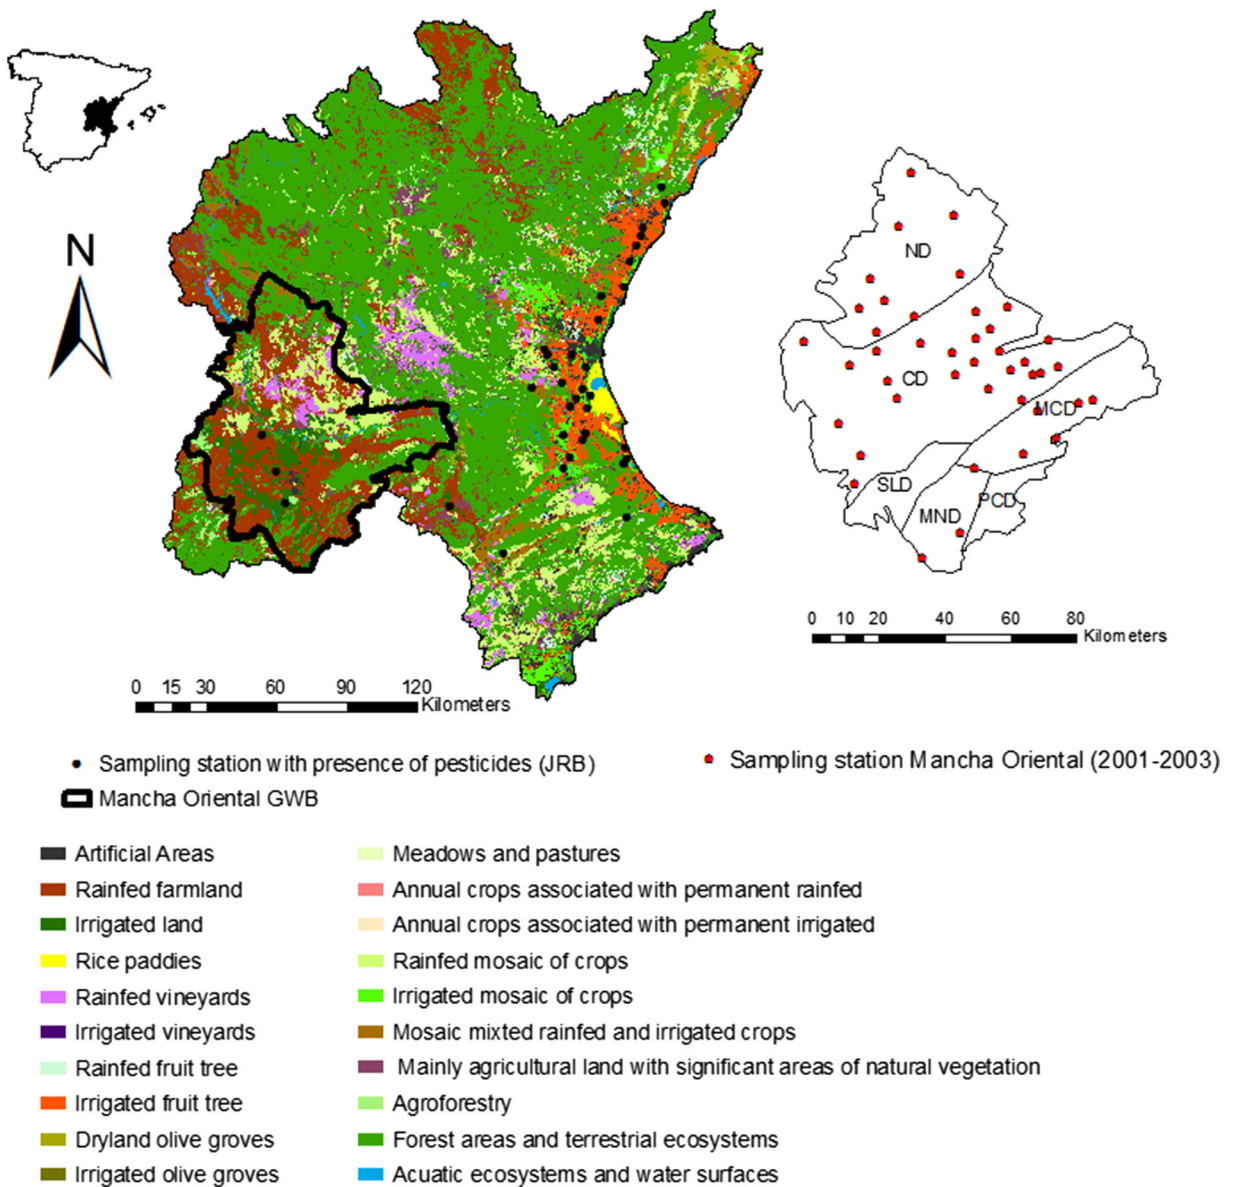 N
ND
CD
MCD
SLD
MND
PCD
0 10 20 40 60 80
Kilometers
0 15 30 60 90 120
Kilometers
Sampling station with presence of pesticides (JRB)
Sampling station Mancha Oriental (2001-2003)
Mancha Oriental GWB
Artificial Areas
Rainfed farmland
Irrigated land
Rice paddies
Rainfed vineyards
Irrigated vineyards
Rainfed fruit tree
Irrigated fruit tree
Dryland olive groves
Irrigated olive groves
Meadows and pastures
Annual crops associated with permanent rainfed
Annual crops associated with permanent irrigated
Rainfed mosaic of crops
Irrigated mosaic of crops
Mosaic mixted rainfed and irrigated crops
Mainly agricultural land with significant areas of natural vegetation
Agroforestry
Forest areas and terrestrial ecosystems
Acuatic ecosystems and water surfaces